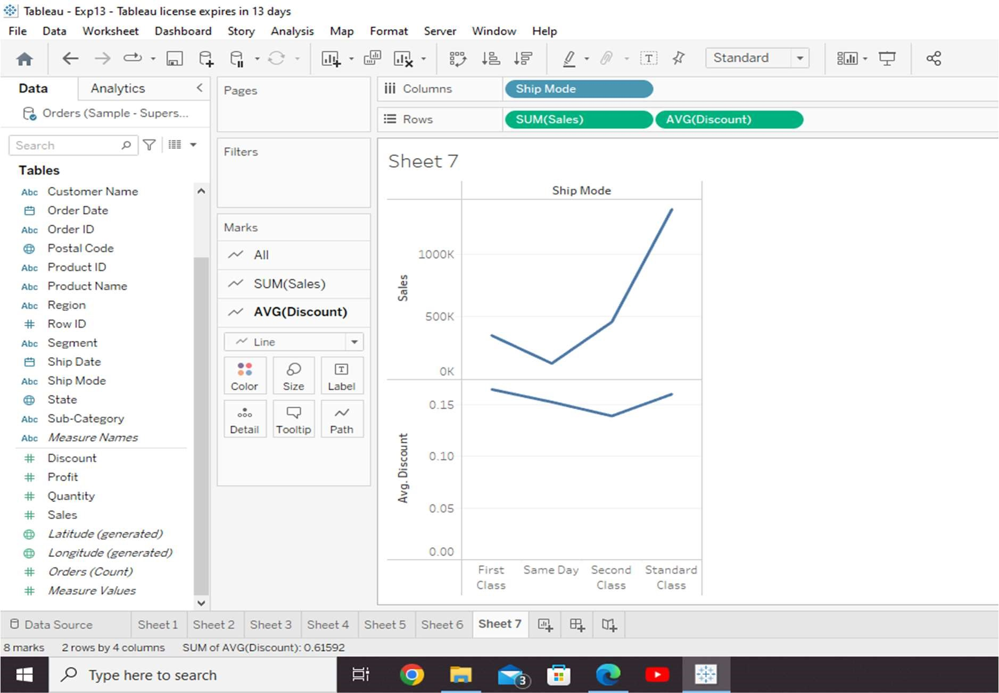 Tableau - Exp13 - Tableau license expires in 13 days
File Data Worksheet Dashboard Story Analysis Map Format Server Window Help
Standard
Data Analytics
Orders (Sample - Supers...
Search
Tables
Abc Customer Name
Order Date
Abc Order ID
Postal Code
Abc Product ID
Abc Product Name
Abc Region
# Row ID
Abc Segment
Ship Date
Abc Ship Mode
State
Abc Sub-Category
Abc Measure Names
# Discount
# Profit
# Quantity
# Sales
Latitude (generated)
Longitude (generated)
# Orders (Count)
# Measure Values
Pages
Filters
Marks
All
SUM(Sales)
AVG(Discount)
Line
Color Size Label
Detail Tooltip Path
Columns Ship Mode
Rows SUM(Sales) AVG(Discount)
Sheet 7
Ship Mode
Sales
1000K
500K
0K
Avg. Discount
0.15
0.10
0.05
0.00
First Class
Same Day
Second Class
Standard Class
Data Source Sheet 1 Sheet 2 Sheet 3 Sheet 4 Sheet 5 Sheet 6 Sheet 7
8 marks 2 rows by 4 columns SUM of AVG(Discount): 0.61592
Type here to search
3